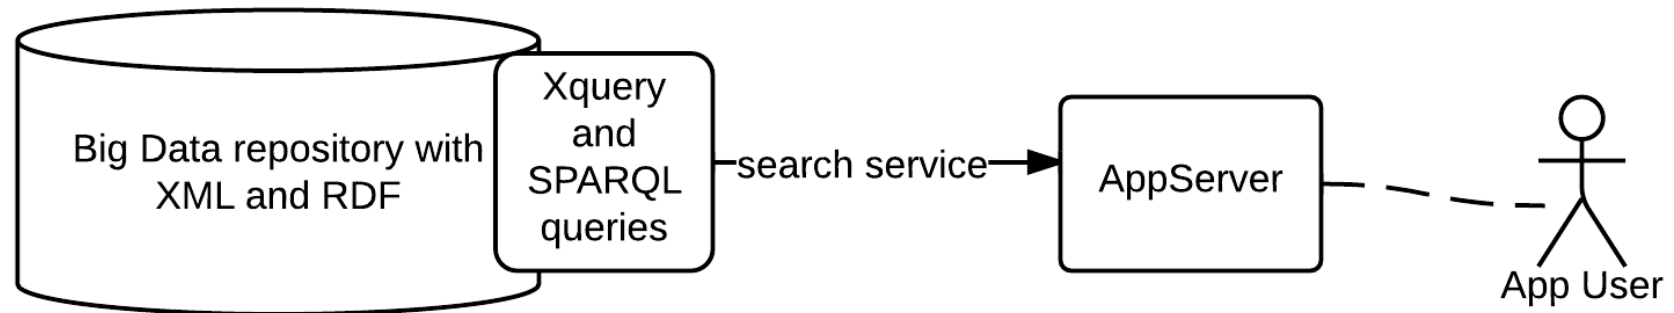 Big Data repository with
XML and RDF
Xquery
and
SPARQL
queries
search service
AppServer
App User